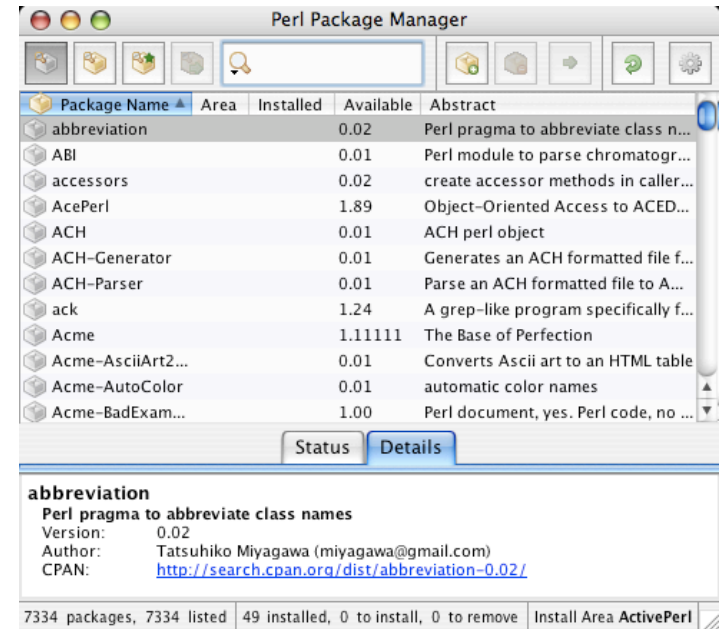 Perl Package Manager
Package Name Area Installed Available Abstract
abbreviation 0.02 Perl pragma to abbreviate class n...
ABI 0.01 Perl module to parse chromatogr...
accessors 0.02 create accessor methods in caller...
AcePerl 1.89 Object-Oriented Access to ACED...
ACH 0.01 ACH perl object
ACH-Generator 0.01 Generates an ACH formatted file f...
ACH-Parser 0.01 Parse an ACH formatted file to A...
ack 1.24 A grep-like program specifically f...
Acme 1.11111 The Base of Perfection
Acme-AsciiArt2... 0.01 Converts Ascii art to an HTML table
Acme-AutoColor 0.01 automatic color names
Acme-BadExam... 1.00 Perl document, yes. Perl code, no ...
Status Details
abbreviation
Perl pragma to abbreviate class names
Version: 0.02
Author: Tatsuhiko Miyagawa (miyagawa@gmail.com)
CPAN: http://search.cpan.org/dist/abbreviation-0.02/
7334 packages, 7334 listed 49 installed, 0 to install, 0 to remove Install Area ActivePerl